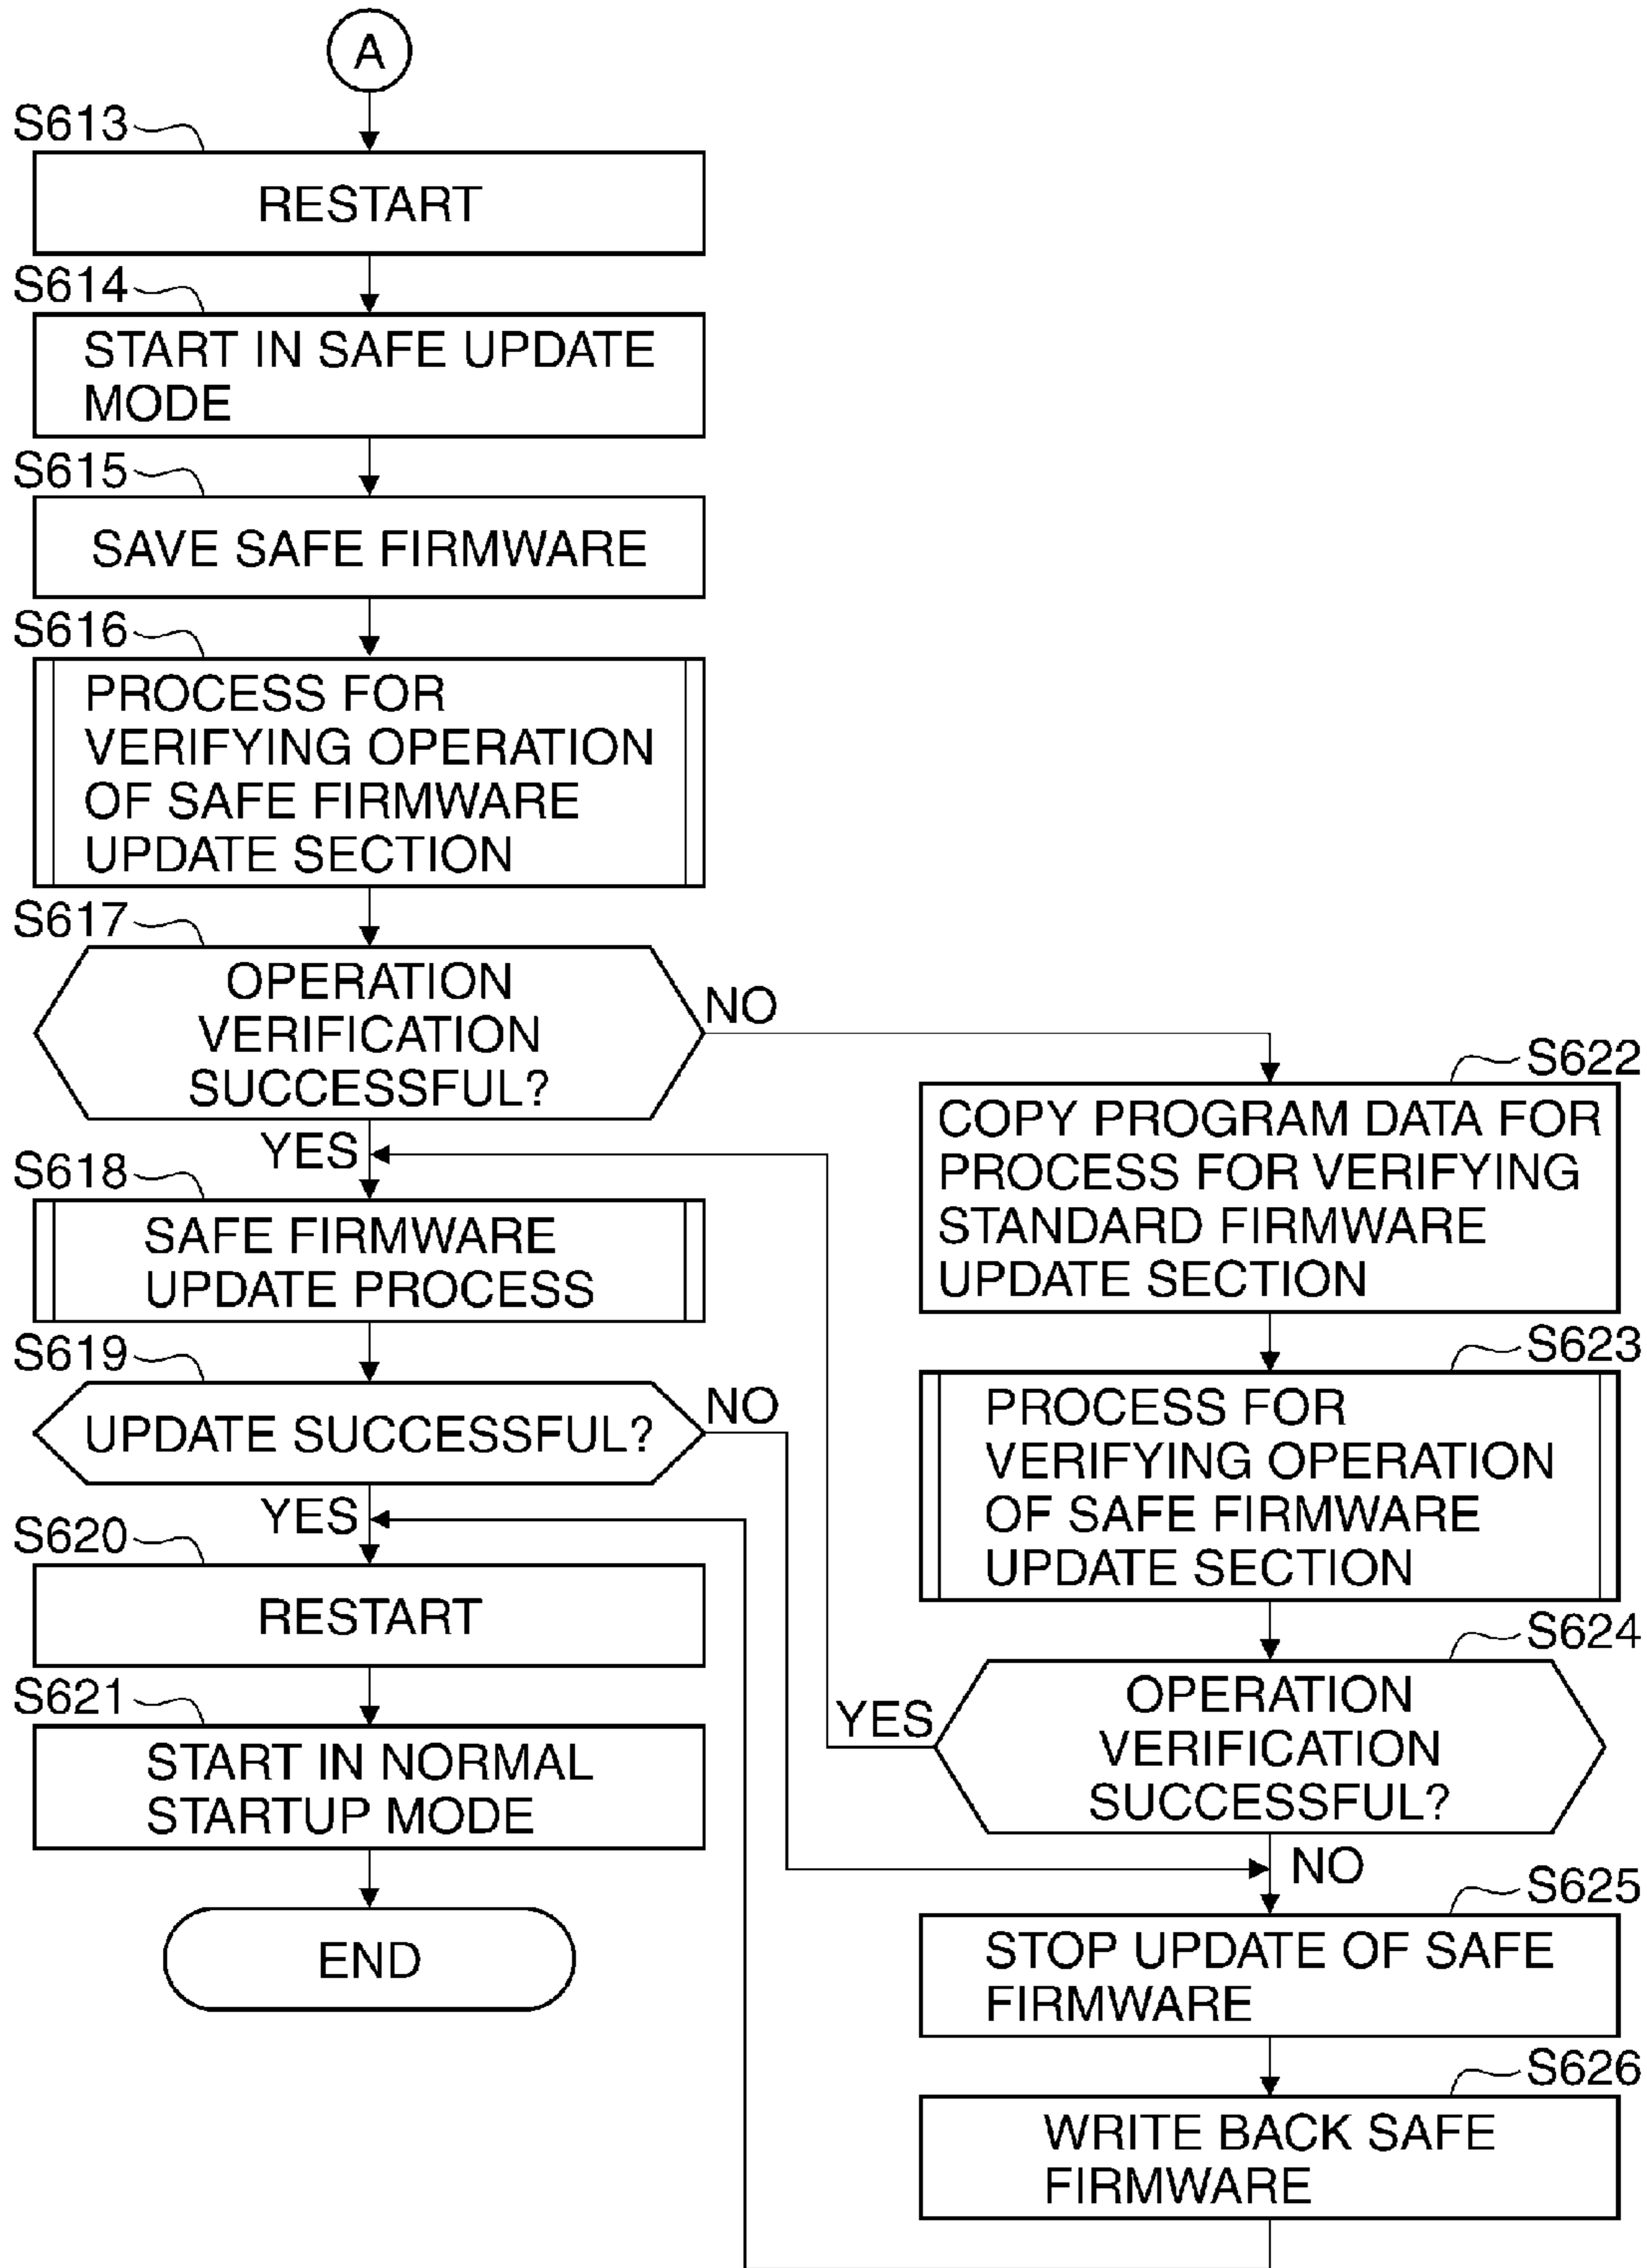 A
S613
RESTART
S614
START IN SAFE UPDATE
MODE
S615
SAVE SAFE FIRMWARE
S616
PROCESS FOR
VERIFYING OPERATION
OF SAFE FIRMWARE
UPDATE SECTION
S617
OPERATION
VERIFICATION
SUCCESSFUL?
NO
YES
S618
SAFE FIRMWARE
UPDATE PROCESS
S619
UPDATE SUCCESSFUL?
NO
YES
S620
RESTART
S621
START IN NORMAL
STARTUP MODE
END
S622
COPY PROGRAM DATA FOR
PROCESS FOR VERIFYING
STANDARD FIRMWARE
UPDATE SECTION
S623
PROCESS FOR
VERIFYING OPERATION
OF SAFE FIRMWARE
UPDATE SECTION
S624
OPERATION
VERIFICATION
SUCCESSFUL?
YES
NO
S625
STOP UPDATE OF SAFE
FIRMWARE
S626
WRITE BACK SAFE
FIRMWARE